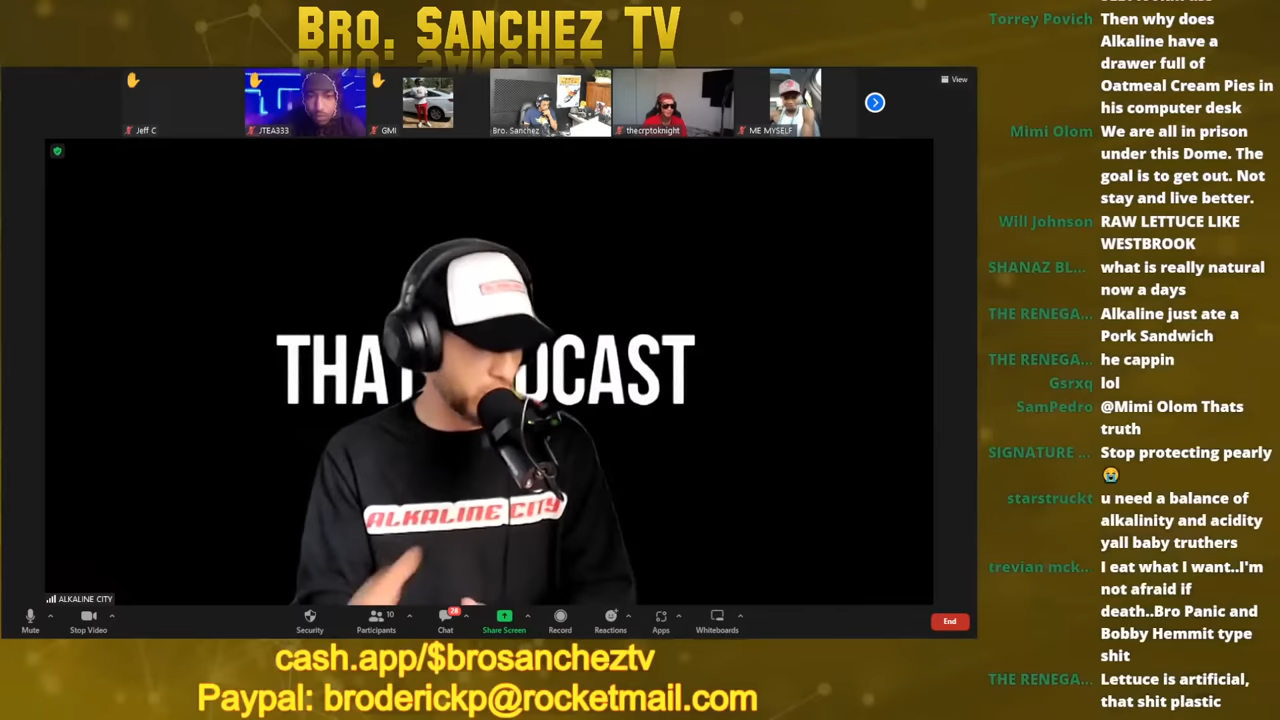 BRO. SANCHEZ TV
View
Jeff C
JTEA333
GMI
Bro. Sanchez
thecrptoknight
ME MYSELF
THA
OCAST
ALKALINE CITY
ALKALINE CITY
Mute
Stop Video
Security
10
Participants
28
Chat
Share Screen
Record
Reactions
Apps
Whiteboards
End
cash.app/$brosancheztv
Paypal: broderickp@rocketmail.com
Torrey Povich Then why does
Alkaline have a
drawer full of
Oatmeal Cream Pies in
his computer desk
Mimi Olom We are all in prison
under this Dome. The
goal is to get out. Not
stay and live better.
Will Johnson RAW LETTUCE LIKE
WESTBROOK
SHANAZ BL... what is really natural
now a days
THE RENEGA... Alkaline just ate a
Pork Sandwich
THE RENEGA... he cappin
Gsrxq lol
SamPedro @Mimi Olom Thats
truth
SIGNATURE ... Stop protecting pearly
😭
starstruckt u need a balance of
alkalinity and acidity
yall baby truthers
trevian mck.. I eat what I want..I'm
not afraid if
death..Bro Panic and
Bobby Hemmit type
shit
THE RENEGA... Lettuce is artificial,
that shit plastic